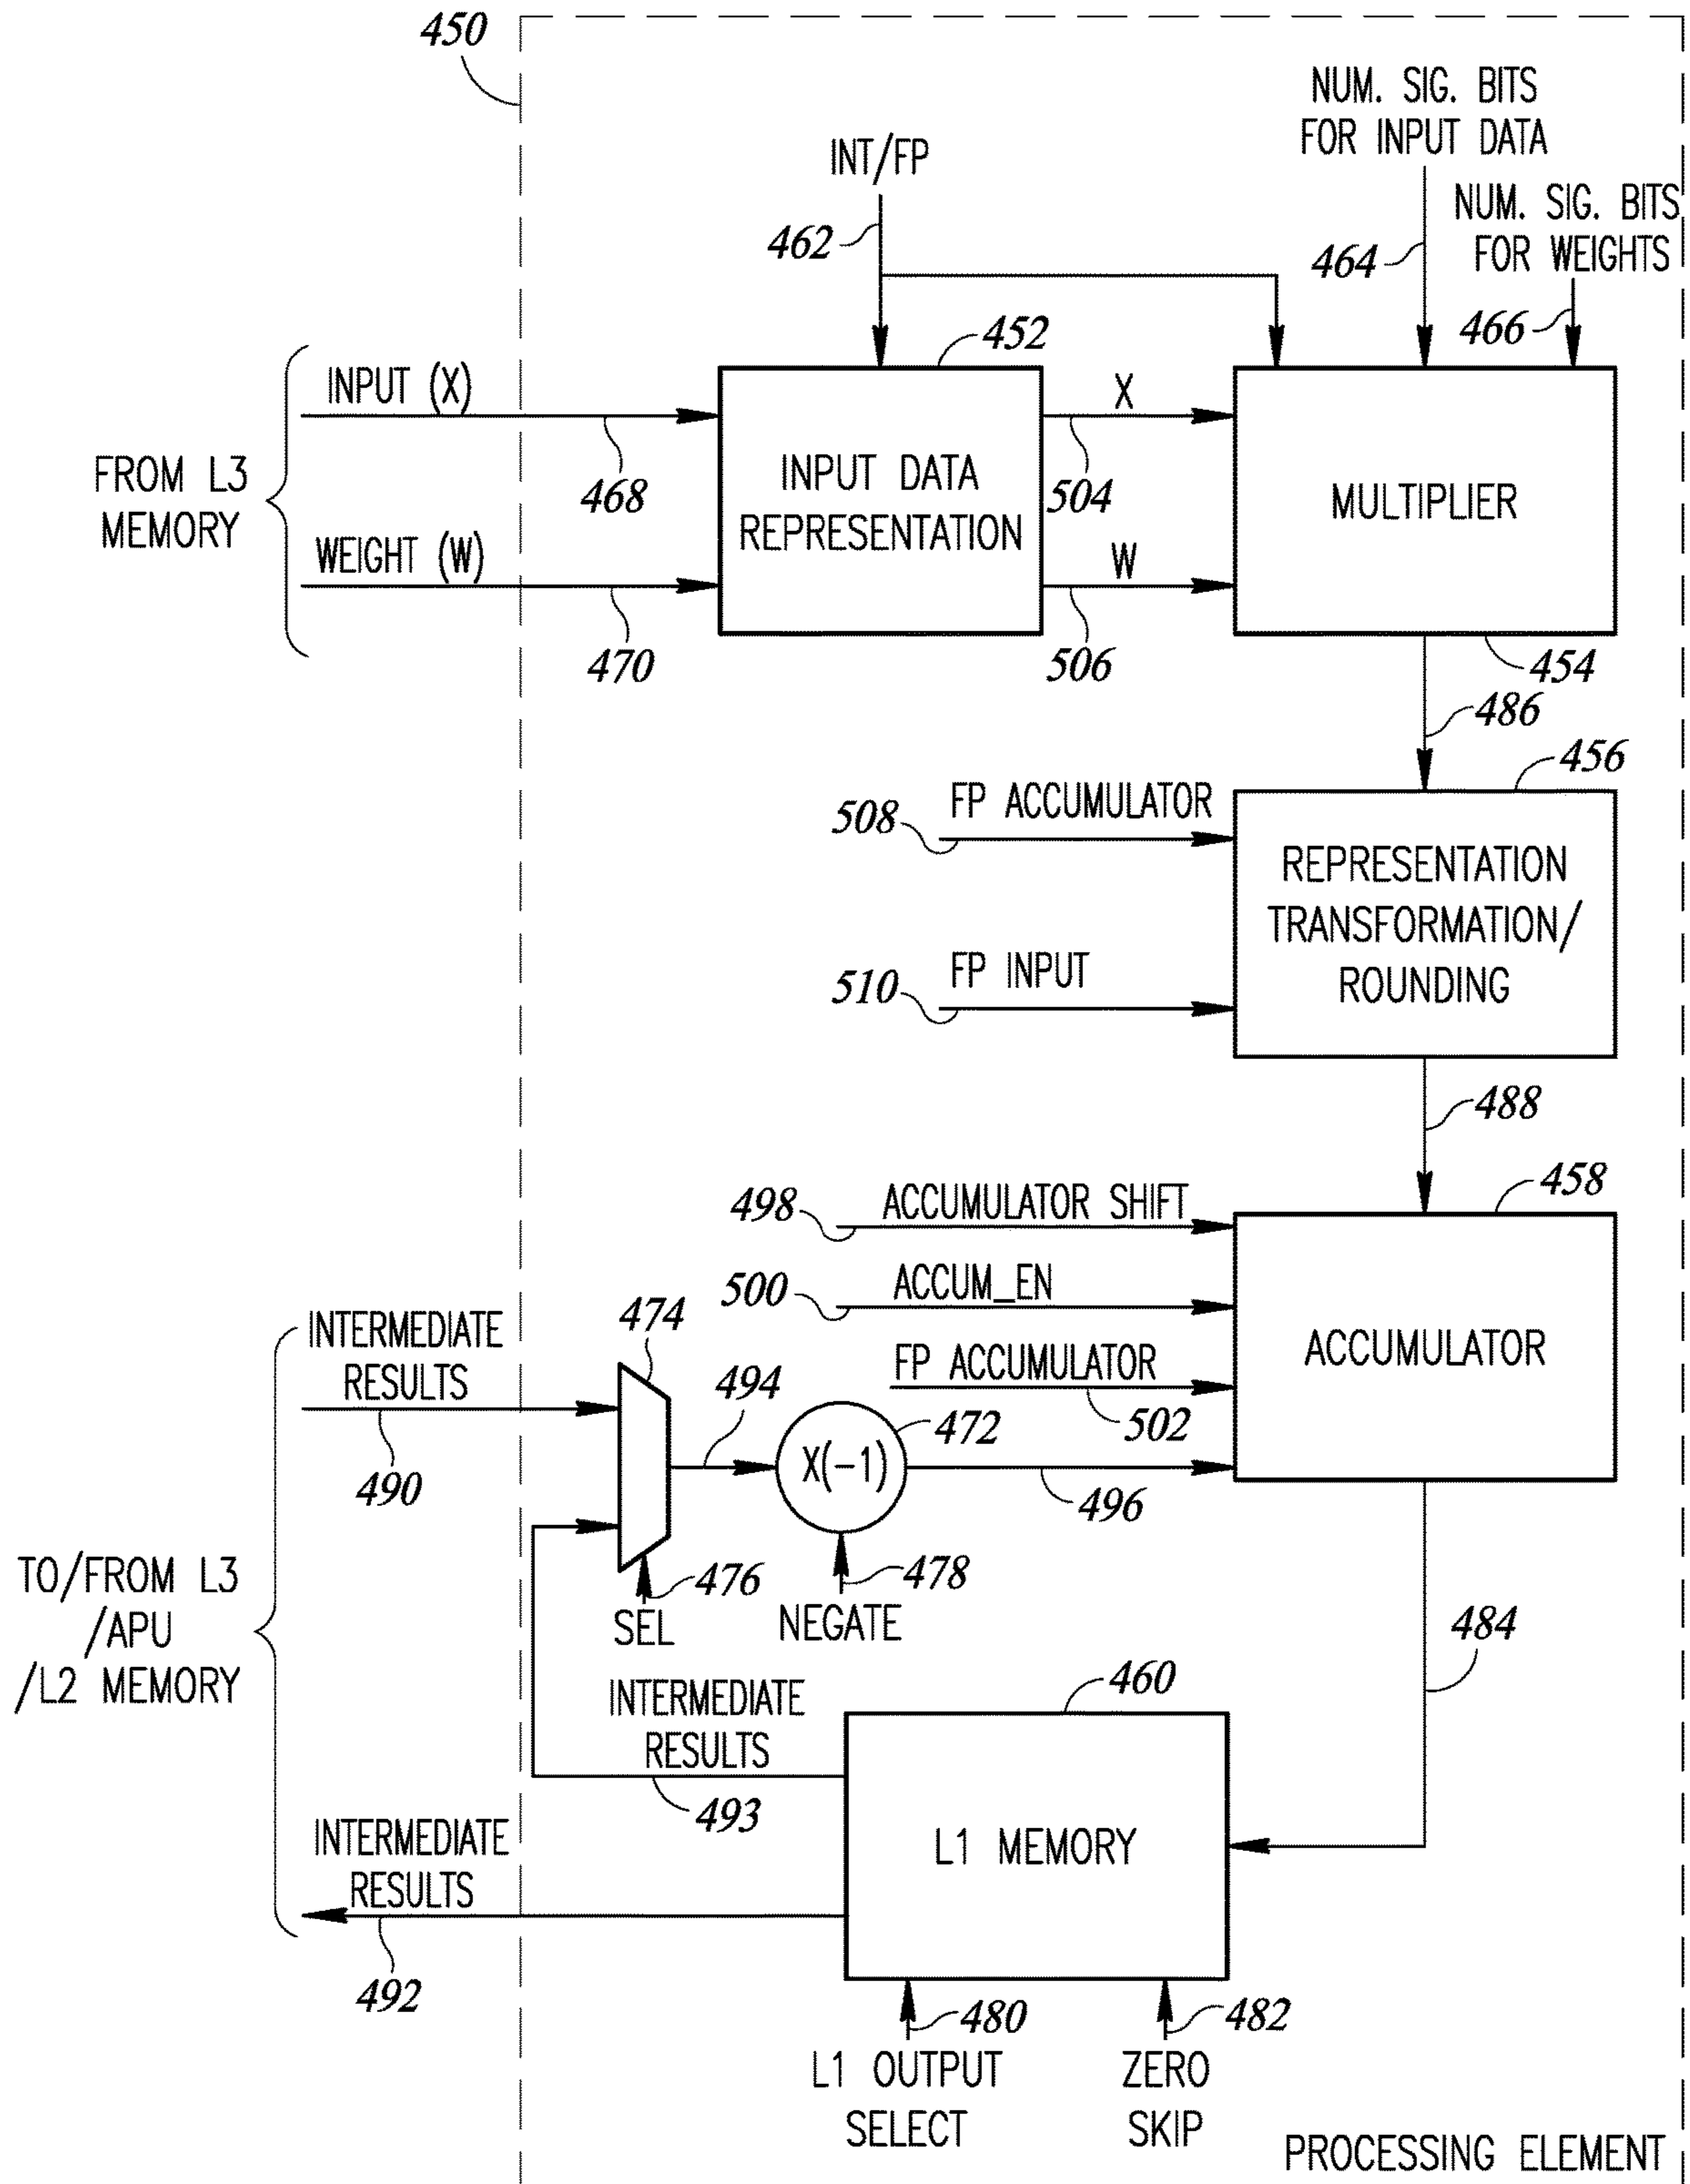 450
NUM. SIG. BITS
FOR INPUT DATA
INT/FP
NUM. SIG. BITS
FOR WEIGHTS
462
464
466
452
INPUT (X)
X
FROM L3
MEMORY
468
INPUT DATA
REPRESENTATION
504
MULTIPLIER
WEIGHT (W)
W
470
506
454
486
456
FP ACCUMULATOR
508
REPRESENTATION
TRANSFORMATION/
ROUNDING
FP INPUT
510
488
458
498
ACCUMULATOR SHIFT
500
ACCUM_EN
474
INTERMEDIATE
RESULTS
494
FP ACCUMULATOR
ACCUMULATOR
502
472
X(-1)
490
496
TO/FROM L3
/APU
/L2 MEMORY
476
478
SEL
NEGATE
484
460
INTERMEDIATE
RESULTS
493
L1 MEMORY
INTERMEDIATE
RESULTS
492
480
482
L1 OUTPUT
SELECT
ZERO
SKIP
PROCESSING ELEMENT